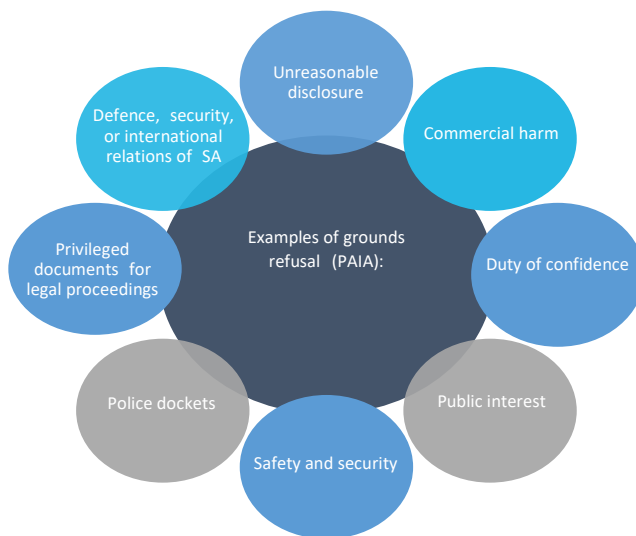 Unreasonable
disclosure
Defence, security,
or international
relations of SA
Commercial harm
Examples of grounds
refusal (PAIA):
Privileged
documents for
legal proceedings
Duty of confidence
Police dockets
Public interest
Safety and security